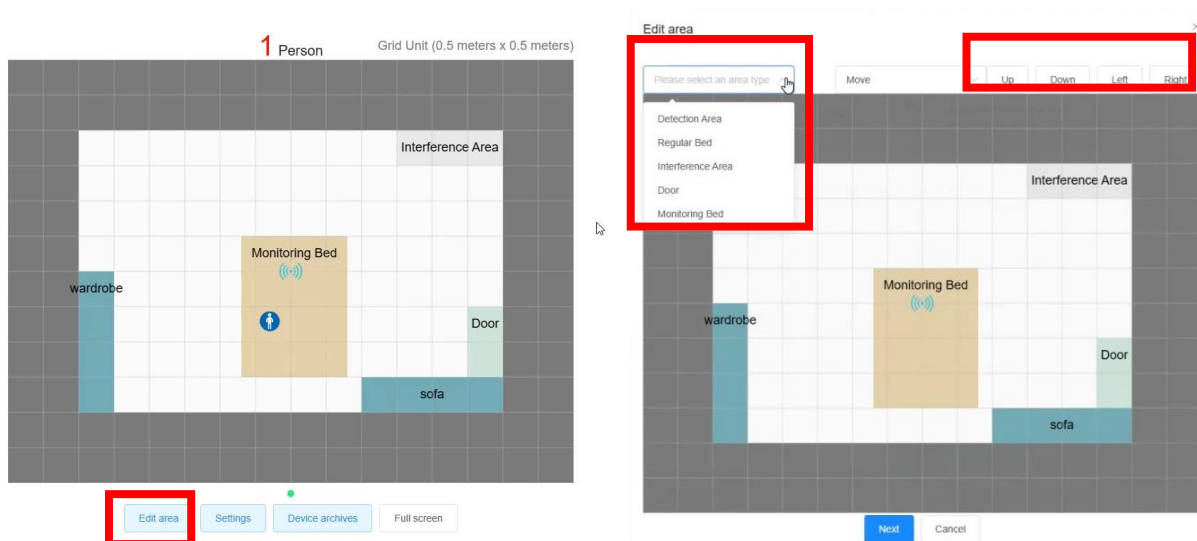 1 Person
Grid Unit (0.5 meters x 0.5 meters)
Interference Area
Monitoring Bed
wardrobe
Door
sofa
Edit area
Settings
Device archives
Full screen
Edit area
Please select an area type
Move
Up
Down
Left
Right
Detection Area
Regular Bed
Interference Area
Door
Monitoring Bed
Interference Area
Monitoring Bed
wardrobe
Door
sofa
Next
Cancel